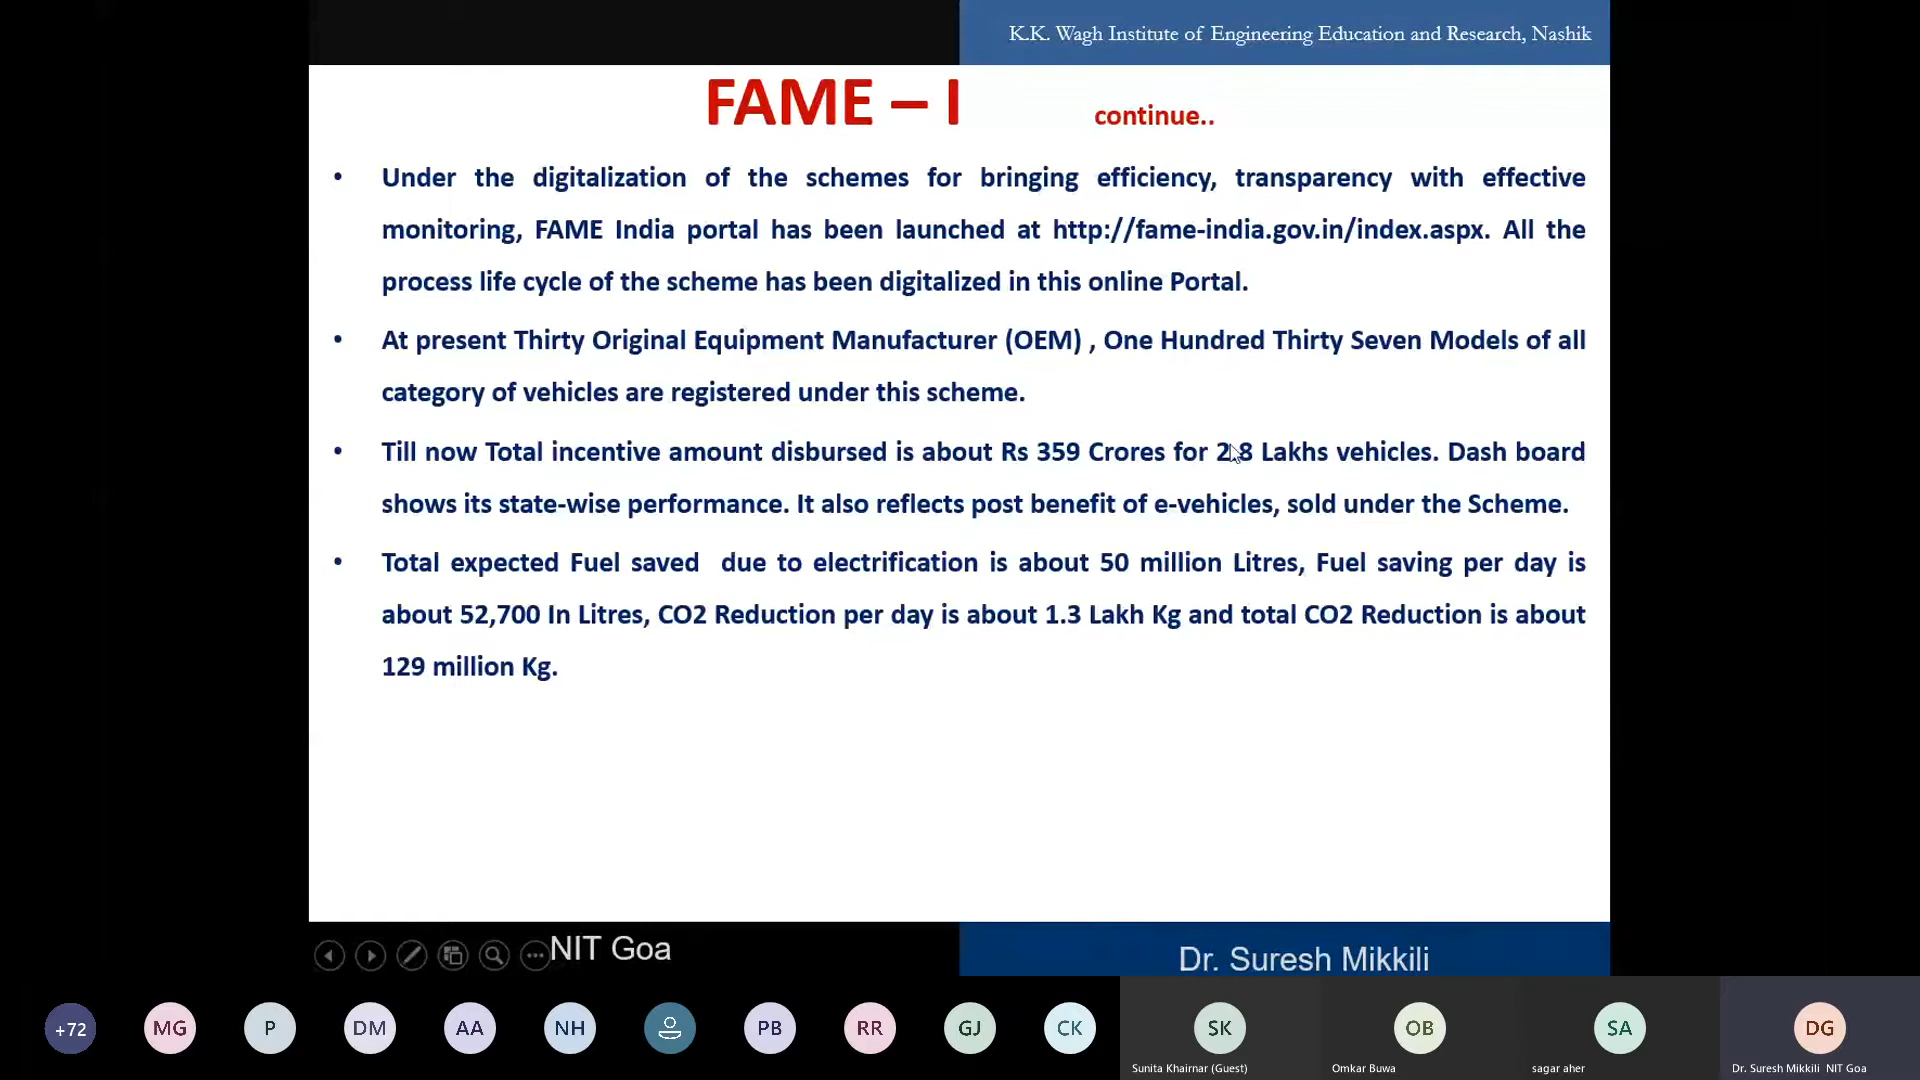 K.K. Wagh Institute of Engineering Education and Research, Nashik
FAME – I continue..
• Under the digitalization of the schemes for bringing efficiency, transparency with effective
monitoring, FAME India portal has been launched at http://fame-india.gov.in/index.aspx. All the
process life cycle of the scheme has been digitalized in this online Portal.
• At present Thirty Original Equipment Manufacturer (OEM) , One Hundred Thirty Seven Models of all
category of vehicles are registered under this scheme.
• Till now Total incentive amount disbursed is about Rs 359 Crores for 2.8 Lakhs vehicles. Dash board
shows its state-wise performance. It also reflects post benefit of e-vehicles, sold under the Scheme.
• Total expected Fuel saved due to electrification is about 50 million Litres, Fuel saving per day is
about 52,700 In Litres, CO2 Reduction per day is about 1.3 Lakh Kg and total CO2 Reduction is about
129 million Kg.
NIT Goa
Dr. Suresh Mikkili
+72 MG P DM AA NH PB RR GJ CK SK OB SA DG
Sunita Khairnar (Guest) Omkar Buwa sagar aher Dr. Suresh Mikkili NIT Goa